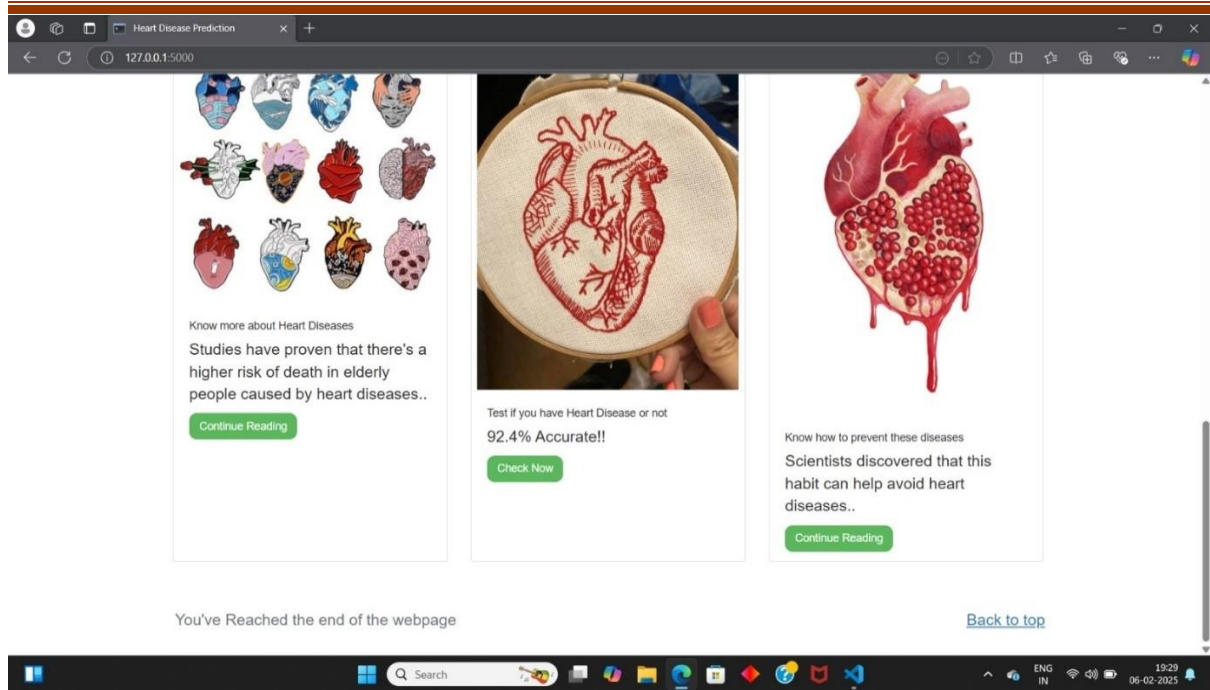 Heart Disease Prediction
127.0.0.1:5000
Know more about Heart Diseases
Studies have proven that there's a
higher risk of death in elderly
people caused by heart diseases..
Continue Reading
Test if you have Heart Disease or not
92.4% Accurate!!
Check Now
Know how to prevent these diseases
Scientists discovered that this
habit can help avoid heart
diseases..
Continue Reading
You've Reached the end of the webpage
Back to top
Search
ENG
IN
19:29
06-02-2025